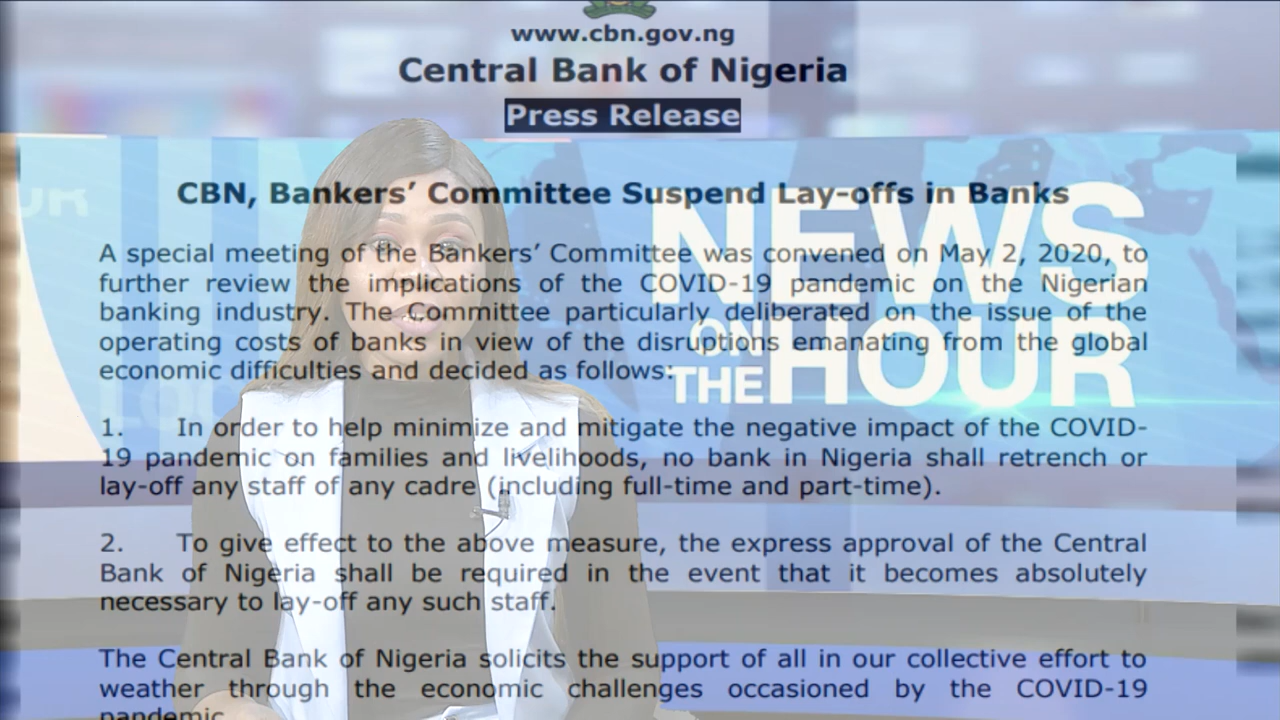 www.cbn.gov.ng
Central Bank of Nigeria
Press Release
CBN, Bankers’ Committee Suspend Lay-offs in Banks
A special meeting of the Bankers’ Committee was convened on May 2, 2020, to
further review the implications of the COVID-19 pandemic on the Nigerian
banking industry. The Committee particularly deliberated on the issue of the
operating costs of banks in view of the disruptions emanating from the global
economic difficulties and decided as follows:
1. In order to help minimize and mitigate the negative impact of the COVID-
19 pandemic on families and livelihoods, no bank in Nigeria shall retrench or
lay-off any staff of any cadre (including full-time and part-time).
2. To give effect to the above measure, the express approval of the Central
Bank of Nigeria shall be required in the event that it becomes absolutely
necessary to lay-off any such staff.
The Central Bank of Nigeria solicits the support of all in our collective effort to
weather through the economic challenges occasioned by the COVID-19
pandemic.
NEWS
ON
THE HOUR
UR